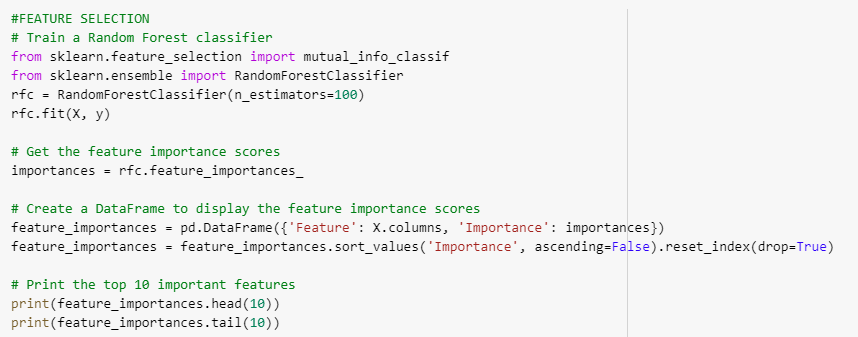 #FEATURE SELECTION
# Train a Random Forest classifier
from sklearn.feature_selection import mutual_info_classif
from sklearn.ensemble import RandomForestClassifier
rfc = RandomForestClassifier(n_estimators=100)
rfc.fit(X, y)
# Get the feature importance scores
importances = rfc.feature_importances_
# Create a DataFrame to display the feature importance scores
feature_importances = pd.DataFrame({'Feature': X.columns, 'Importance': importances})
feature_importances = feature_importances.sort_values('Importance', ascending=False).reset_index(drop=True)
# Print the top 10 important features
print(feature_importances.head(10))
print(feature_importances.tail(10))